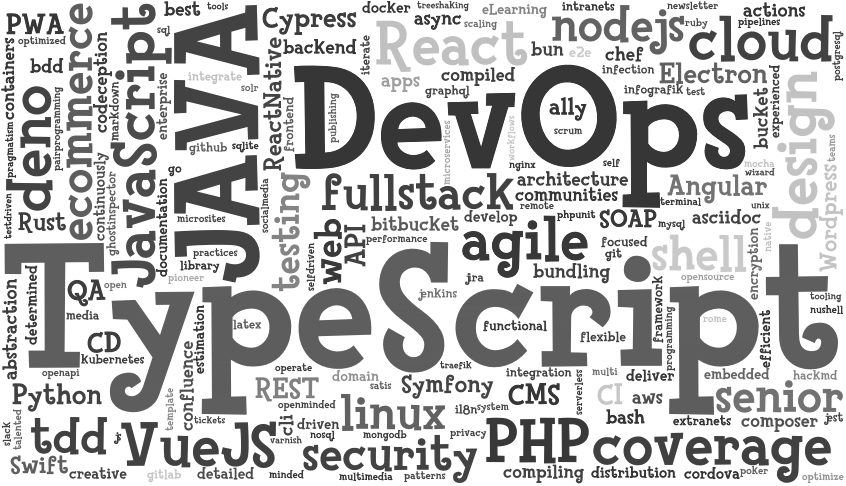 PWA
optimized
best
tools
Cypress
docker
treeshaking
eLearning
intranets
newsletter
actions
async
scaling
nodejs
ruby
pipelines
cloud
postgresql
bdd
containers
ecommerce
codeception
JavaScript
sql
JAVA
backend
iterate
React
bun
e2e
chef
infection
Electron
integrate
solr
ReactNative
frontend
apps
compiled
graphql
infografik
test
bucket
experienced
design
deno
pragmatism
pairprogramming
markdown
enterprise
github
sqlite
DevOps
publishing
ally
scrum
microservices
workflows
nginx
self
mocha
wizard
teams
Wordpress
go
continuously
ghostinspector
documentation
microsites
socialmedia
testing
fullstack
architecture
communities
remote
terminal
Angular
unix
testdriven
Rust
practices
library
pioneer
selfdriven
web
API
bitbucket
performance
develop
phpunit
SOAP
mysql
asciidoc
agile
focused
git
shell
native
encryption
opensource
jra
bundling
TypeScript
QA
open
media
determined
abstraction
CD
kubernetes
openapi
latex
estimation
confluence
jenkins
functional
flexible
framework
programming
rome
efficient
tooling
nushell
traefik
operate
domain
satis
integration
multi
deliver
embedded
hackmd
Python
template
REST
openminded
Symfony
CMS
serverless
CI
aws
senior
slack
talented
tdd
js
VueJS
tickets
cli
driven
varnish
nosql
linux
mongodb
i18n
system
privacy
PHP
bash
extranets
composer
jest
coverage
Swift
creative
gitlab
detailed
minded
security
multimedia
patterns
compiling
distribution
cordova
poker
optimize